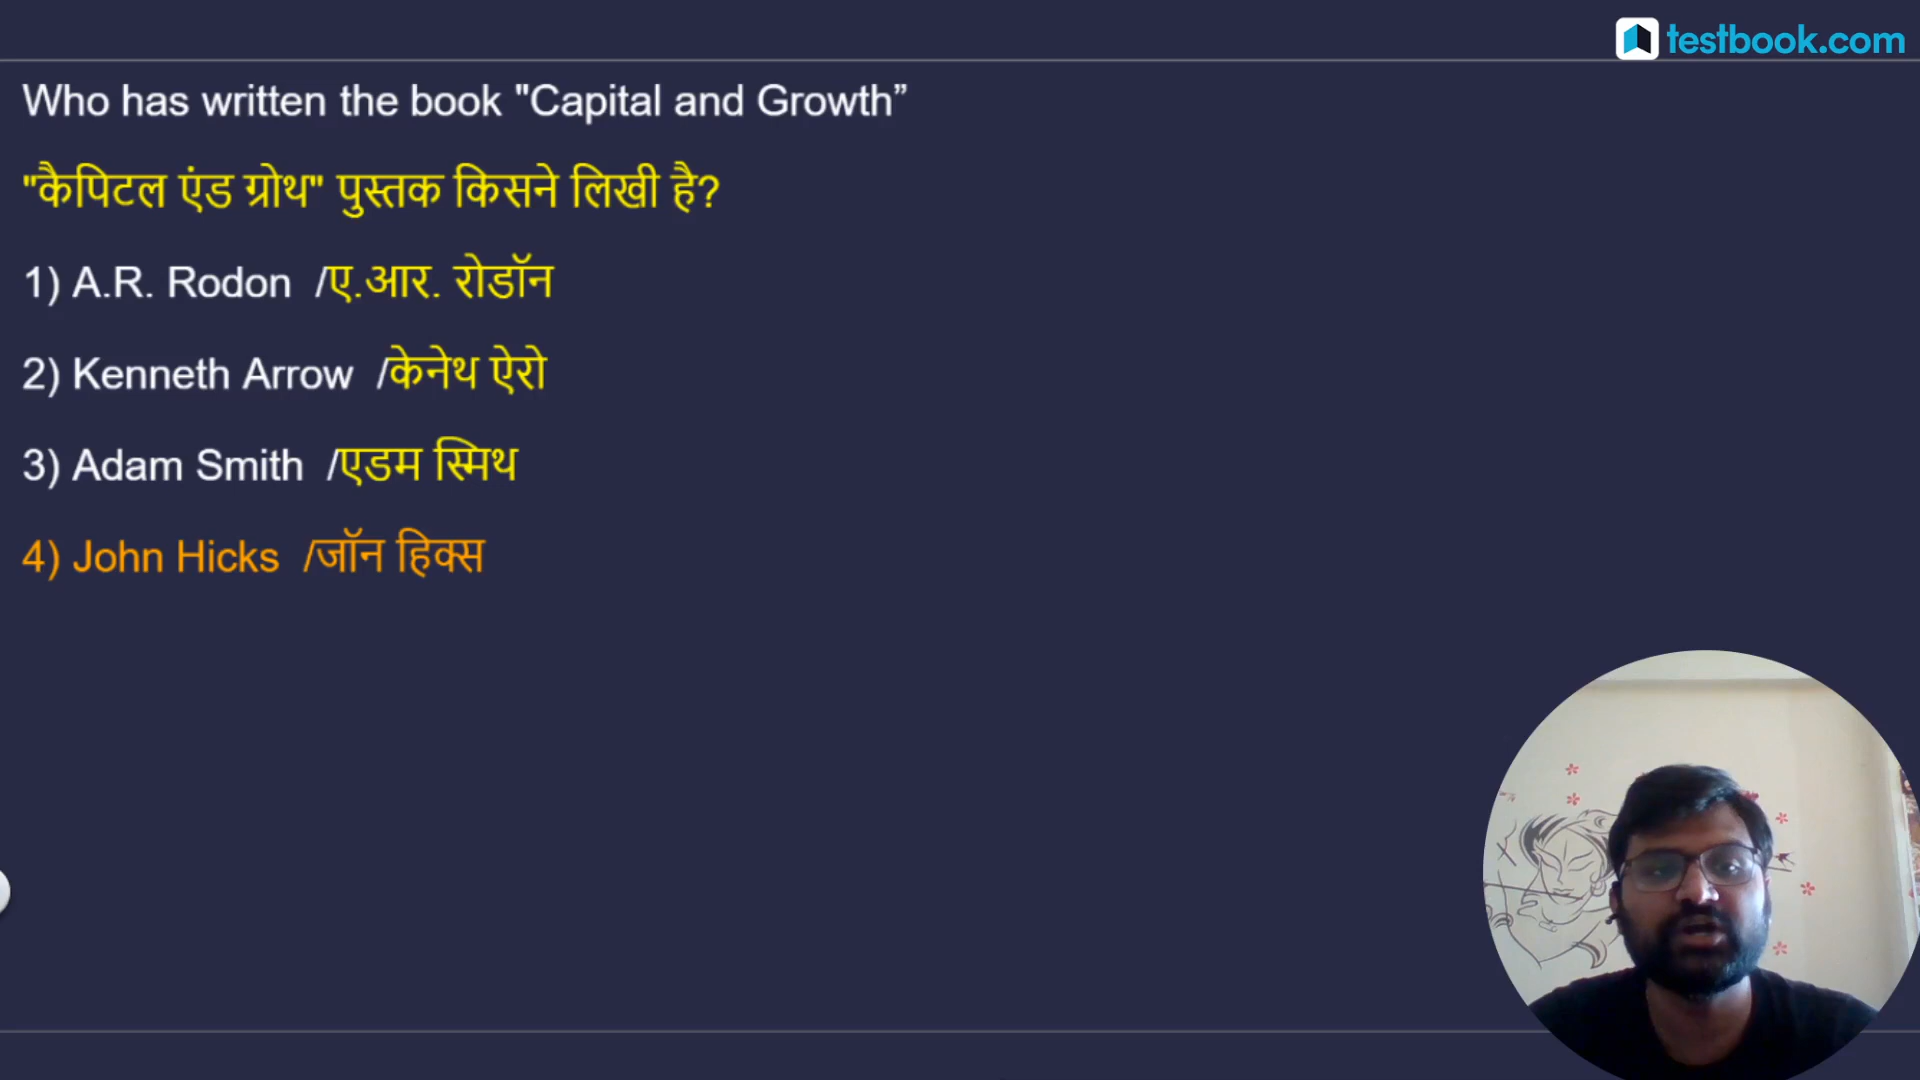 testbook.com
Who has written the book "Capital and Growth”
"कैपिटल एंड ग्रोथ" पुस्तक किसने लिखी है?
1) A.R. Rodon /ए.आर. रोडॉन
2) Kenneth Arrow /केनेथ ऐरो
3) Adam Smith /एडम स्मिथ
4) John Hicks /जॉन हिक्स